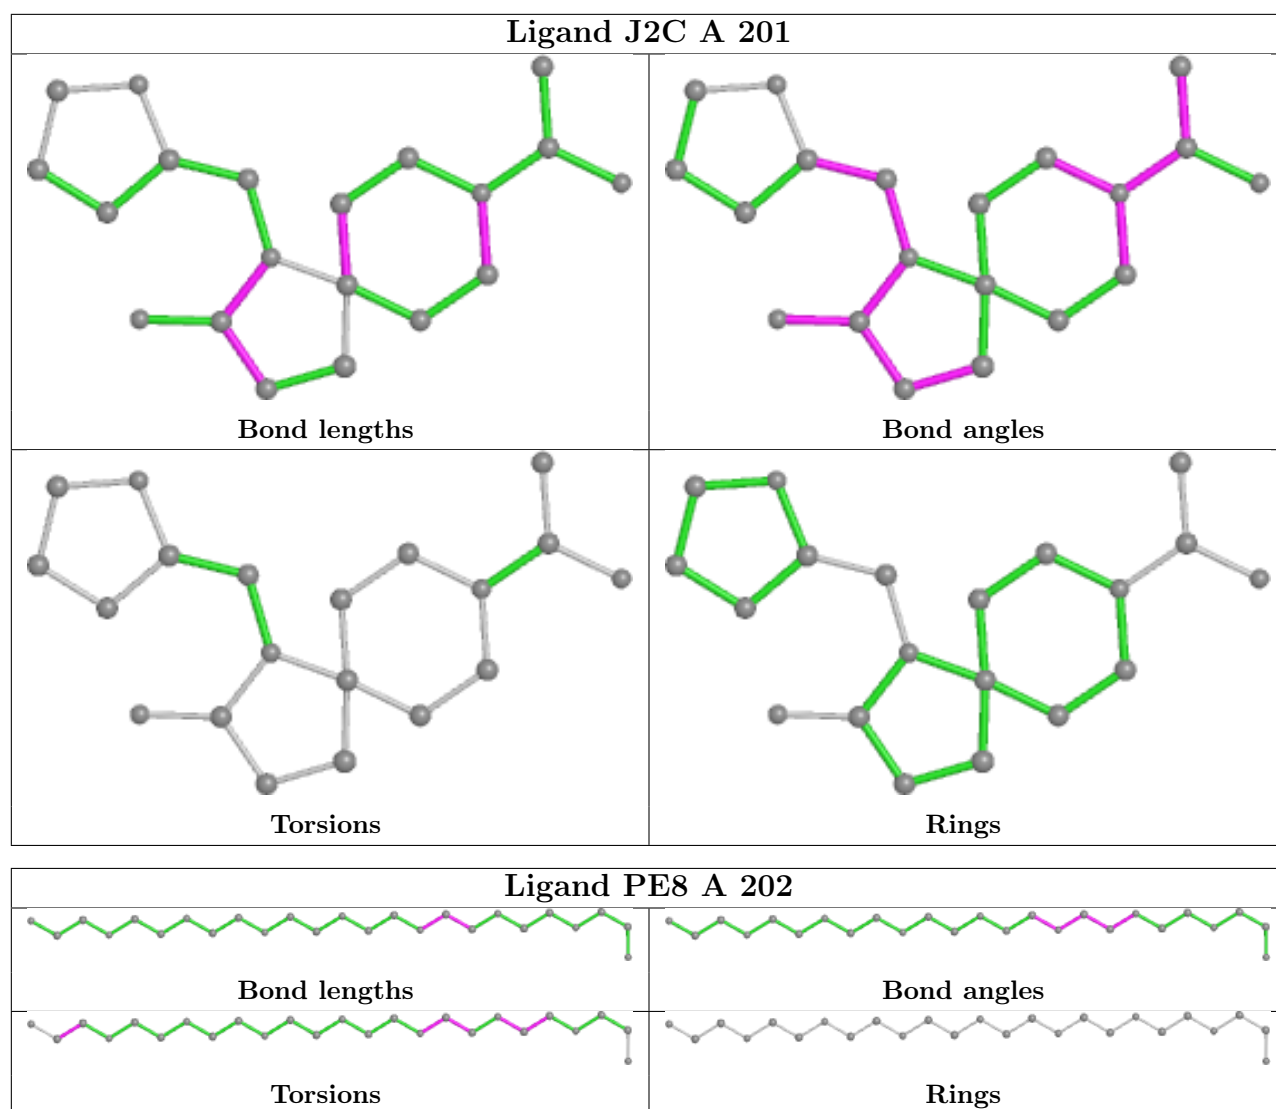 Ligand J2C A 201
Bond lengths
Bond angles
Torsions
Rings
Ligand PE8 A 202
Bond lengths
Bond angles
Torsions
Rings